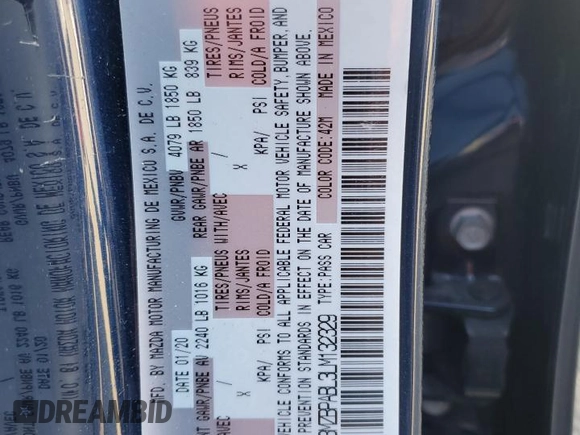 MFD. BY MAZDA MOTOR MANUFACTURING DE MEXICO S.A. DE C.V.
DATE 01/20 GVWR/PNBV 4079 LB 1850 KG
GAWR/PNBE AV 2240 LB 1016 KG REAR GAWR/PNBE AR 1850 LB 839 KG
TIRES/PNEUS WITH/AVEC TIRES/PNEUS
RIMS/JANTES X RIMS/JANTES
KPA/ PSI COLD/A FROID KPA/ PSI COLD/A FROID
VEHICLE CONFORMS TO ALL APPLICABLE FEDERAL MOTOR VEHICLE SAFETY, BUMPER, AND
PREVENTION STANDARDS IN EFFECT ON THE DATE OF MANUFACTURE SHOWN ABOVE.
TYPE:PASS CAR COLOR CODE:42M MADE IN MEXICO
3MZBPABL3LM132329
DREAMBID